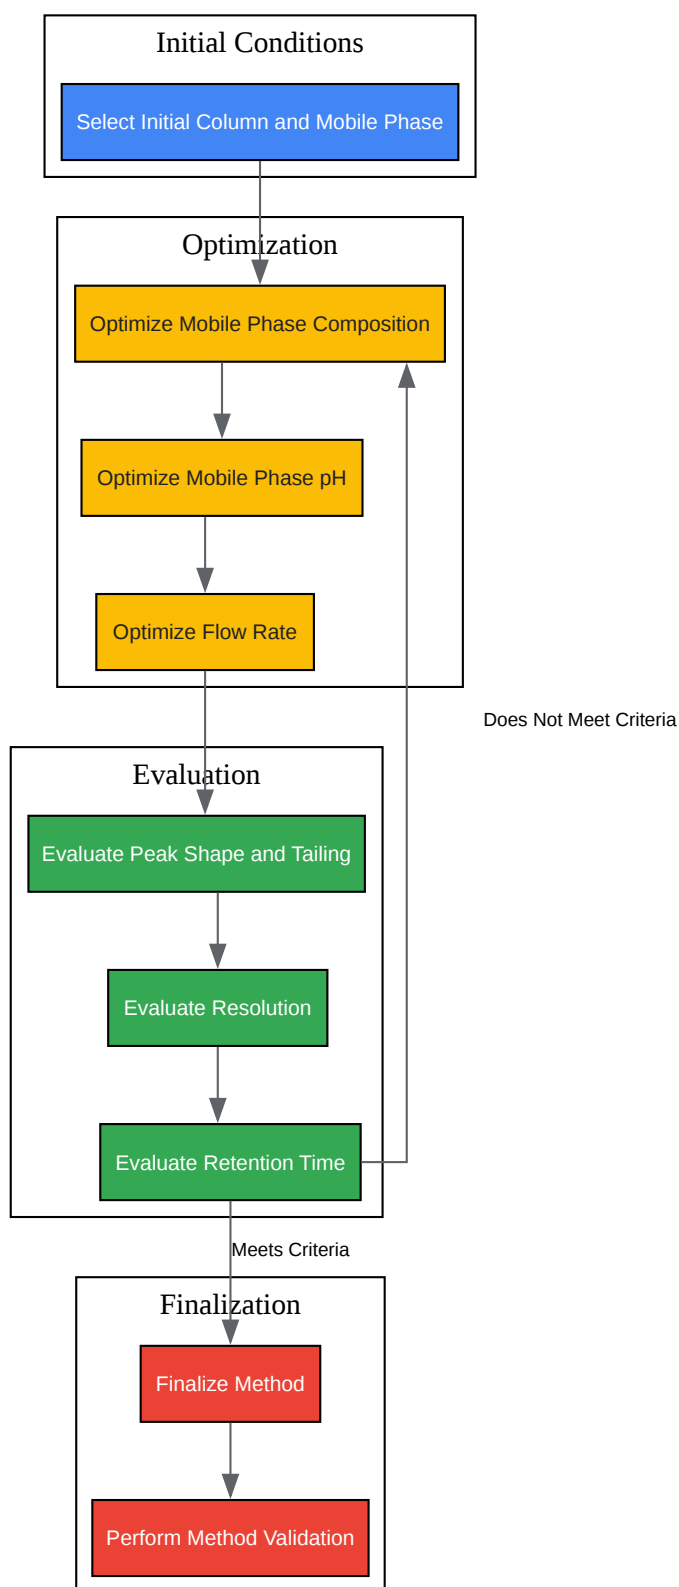 Initial Conditions
Select Initial Column and Mobile Phase
Optimization
Optimize Mobile Phase Composition
Optimize Mobile Phase pH
Optimize Flow Rate
Does Not Meet Criteria
Evaluation
Evaluate Peak Shape and Tailing
Evaluate Resolution
Evaluate Retention Time
Meets Criteria
Finalization
Finalize Method
Perform Method Validation